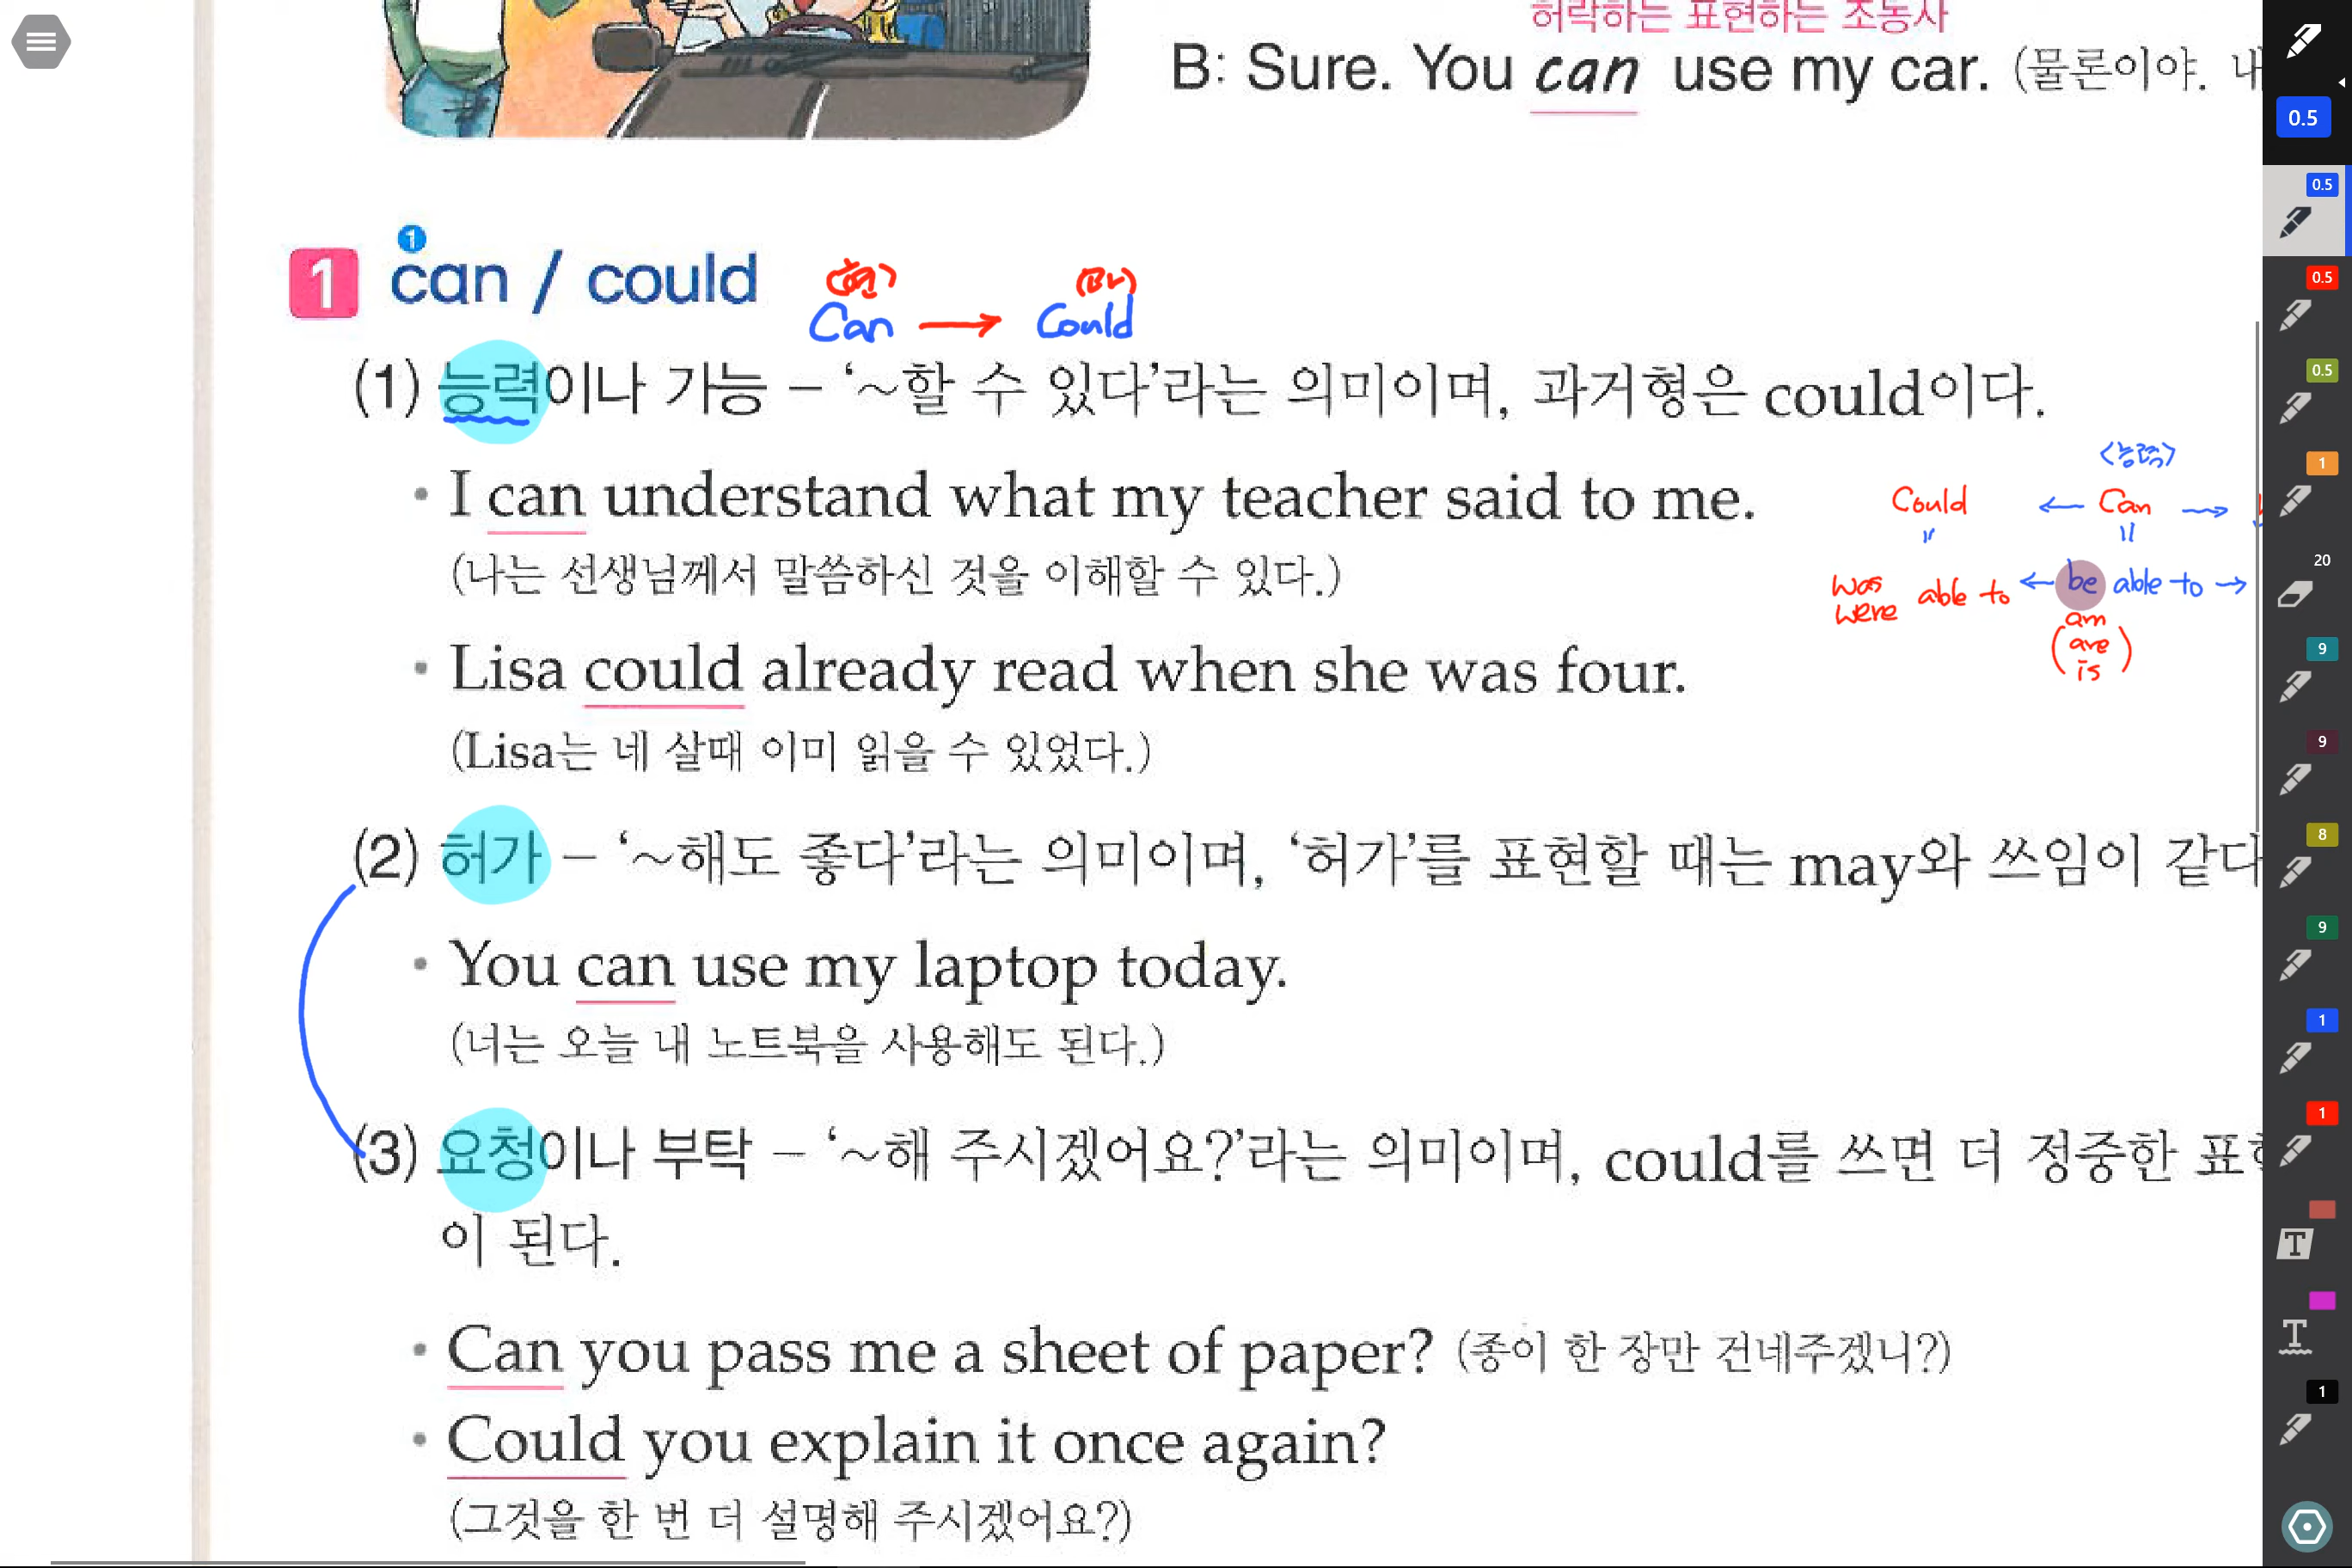 허락하는 표현하는 조동사
B: Sure. You can use my car. (물론이야. 내
1 can / could
(현) (과)
Can → Could
(1) 능력이나 가능 – ‘~할 수 있다’라는 의미이며, 과거형은 could이다.
<능력>
Could ← Can →
• I can understand what my teacher said to me.
(나는 선생님께서 말씀하신 것을 이해할 수 있다.)
was
were able to ← be able to →
(am
are
is)
• Lisa could already read when she was four.
(Lisa는 네 살때 이미 읽을 수 있었다.)
(2) 허가 – ‘~해도 좋다’라는 의미이며, ‘허가’를 표현할 때는 may와 쓰임이 같다
• You can use my laptop today.
(너는 오늘 내 노트북을 사용해도 된다.)
(3) 요청이나 부탁 – ‘~해 주시겠어요?’라는 의미이며, could를 쓰면 더 정중한 표현
이 된다.
• Can you pass me a sheet of paper? (종이 한 장만 건네주겠니?)
• Could you explain it once again?
(그것을 한 번 더 설명해 주시겠어요?)
0.5
0.5
0.5
0.5
1
20
9
9
8
9
1
1
T
T
1